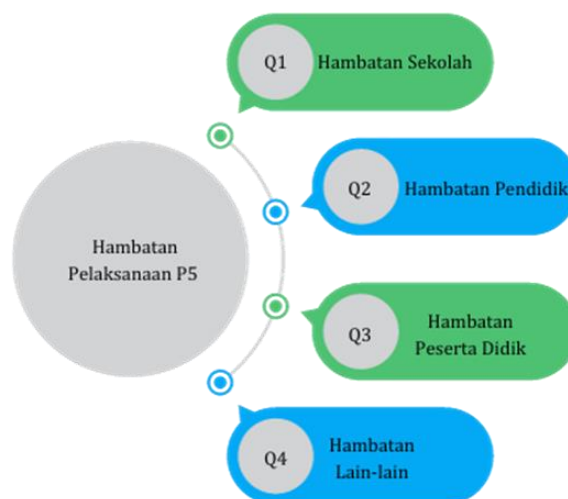 Hambatan
Pelaksanaan P5
Q1
Hambatan Sekolah
Q2
Hambatan Pendidik
Q3
Hambatan
Peserta Didik
Q4
Hambatan
Lain-lain